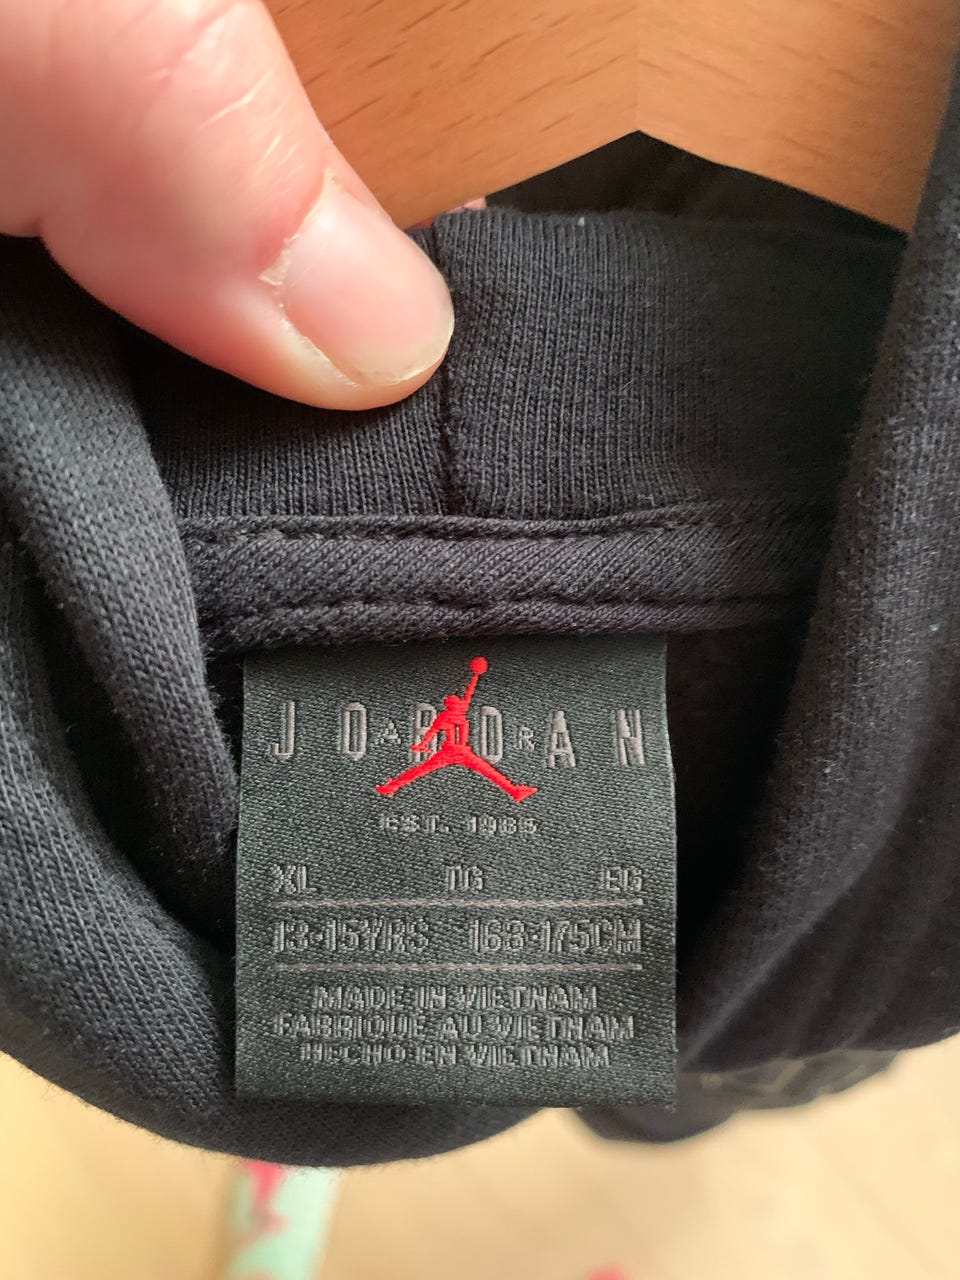 JORDAN
AIR
EST. 1985
XL TG EG
13-15YRS 168-175CM
MADE IN VIETNAM
FABRIQUE AU VIETNAM
HECHO EN VIETNAM